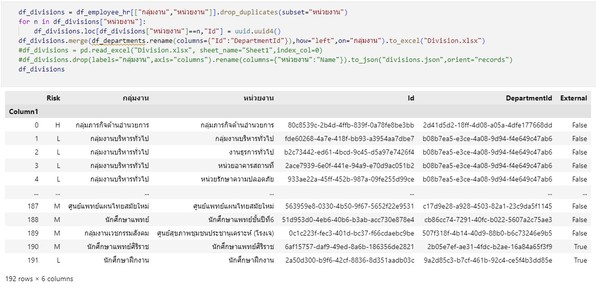 df_divisions = df_employee_hr[["กลุ่มงาน","หน่วยงาน"]].drop_duplicates(subset="หน่วยงาน")
for n in df_divisions["หน่วยงาน"]:
df_divisions.loc[df_divisions["หน่วยงาน"]==n,"Id"] = uuid.uuid4()
df_divisions.merge(df_departments.rename(columns={"Id":"DepartmentId"}),how="left",on="กลุ่มงาน").to_excel("Division.xlsx")
#df_divisions = pd.read_excel("Division.xlsx", sheet_name="Sheet1",index_col=0)
#df_divisions.drop(labels="กลุ่มงาน",axis="columns").rename(columns={"หน่วยงาน":"Name"}).to_json("divisions.json",orient="records")
df_divisions
Risk กลุ่มงาน หน่วยงาน Id DepartmentId External
Column1
0 H กลุ่มภารกิจด้านอำนวยการ กลุ่มภารกิจด้านอำนวยการ 80c8539c-2b4d-4ffb-839f-0a78fe8be3bb 2d41d5d2-18ff-4d08-a05a-4dfe177668dd False
1 L กลุ่มงานบริหารทั่วไป กลุ่มงานบริหารทั่วไป fde60268-4a7e-418f-bb93-a3954aa7dbe7 b08b7ea5-e3ce-4a08-9d94-f4e649c47ab6 False
2 L กลุ่มงานบริหารทั่วไป งานธุรการทั่วไป b2c73442-ed61-4bcd-9c45-d5a97e7426f4 b08b7ea5-e3ce-4a08-9d94-f4e649c47ab6 False
3 L กลุ่มงานบริหารทั่วไป หน่วยอาคารสถานที่ 2ace7939-6e0f-441e-94a9-e70d9ac051b2 b08b7ea5-e3ce-4a08-9d94-f4e649c47ab6 False
4 L กลุ่มงานบริหารทั่วไป หน่วยรักษาความปลอดภัย 933ae22a-45ff-452b-987a-09fe255d99ce b08b7ea5-e3ce-4a08-9d94-f4e649c47ab6 False
... ... ... ... ... ... ...
187 M ศูนย์แพทย์แผนไทยสมัยใหม่ ศูนย์แพทย์แผนไทยสมัยใหม่ 563959e8-0330-4b50-9f67-5652f22e9531 c17d9e28-a928-4503-82a1-23c9da5f1145 False
188 M นักศึกษาแพทย์ นักศึกษาแพทย์ชั้นปีที่6 51d953d0-4eb6-40b6-b3ab-acc730e878e4 cb86cc74-7291-40fc-b022-5607a2c75ae3 False
189 M กลุ่มงานเวชกรรมสังคม ศูนย์สุขภาพชุมชนประชานุเคราะห์ (โรงเจ) 0c1c223f-fec3-401d-bc37-f66cdaebc9be 507f318f-4b14-40d9-88b0-b6c73246e9b5 False
190 M นักศึกษาแพทย์ศิริราช นักศึกษาแพทย์ศิริราช 6af15757-daf9-49ed-8a6b-186356de2821 2b05e7ef-ae31-4fdc-b2ae-16a84a65f3f9 True
191 L นักศึกษาฝึกงาน นักศึกษาฝึกงาน 2a50d300-b9f6-42cf-8836-8d351aadb03c 9a2d85c3-b7cf-461b-92c4-ce5f4b3dd85e True
192 rows × 6 columns